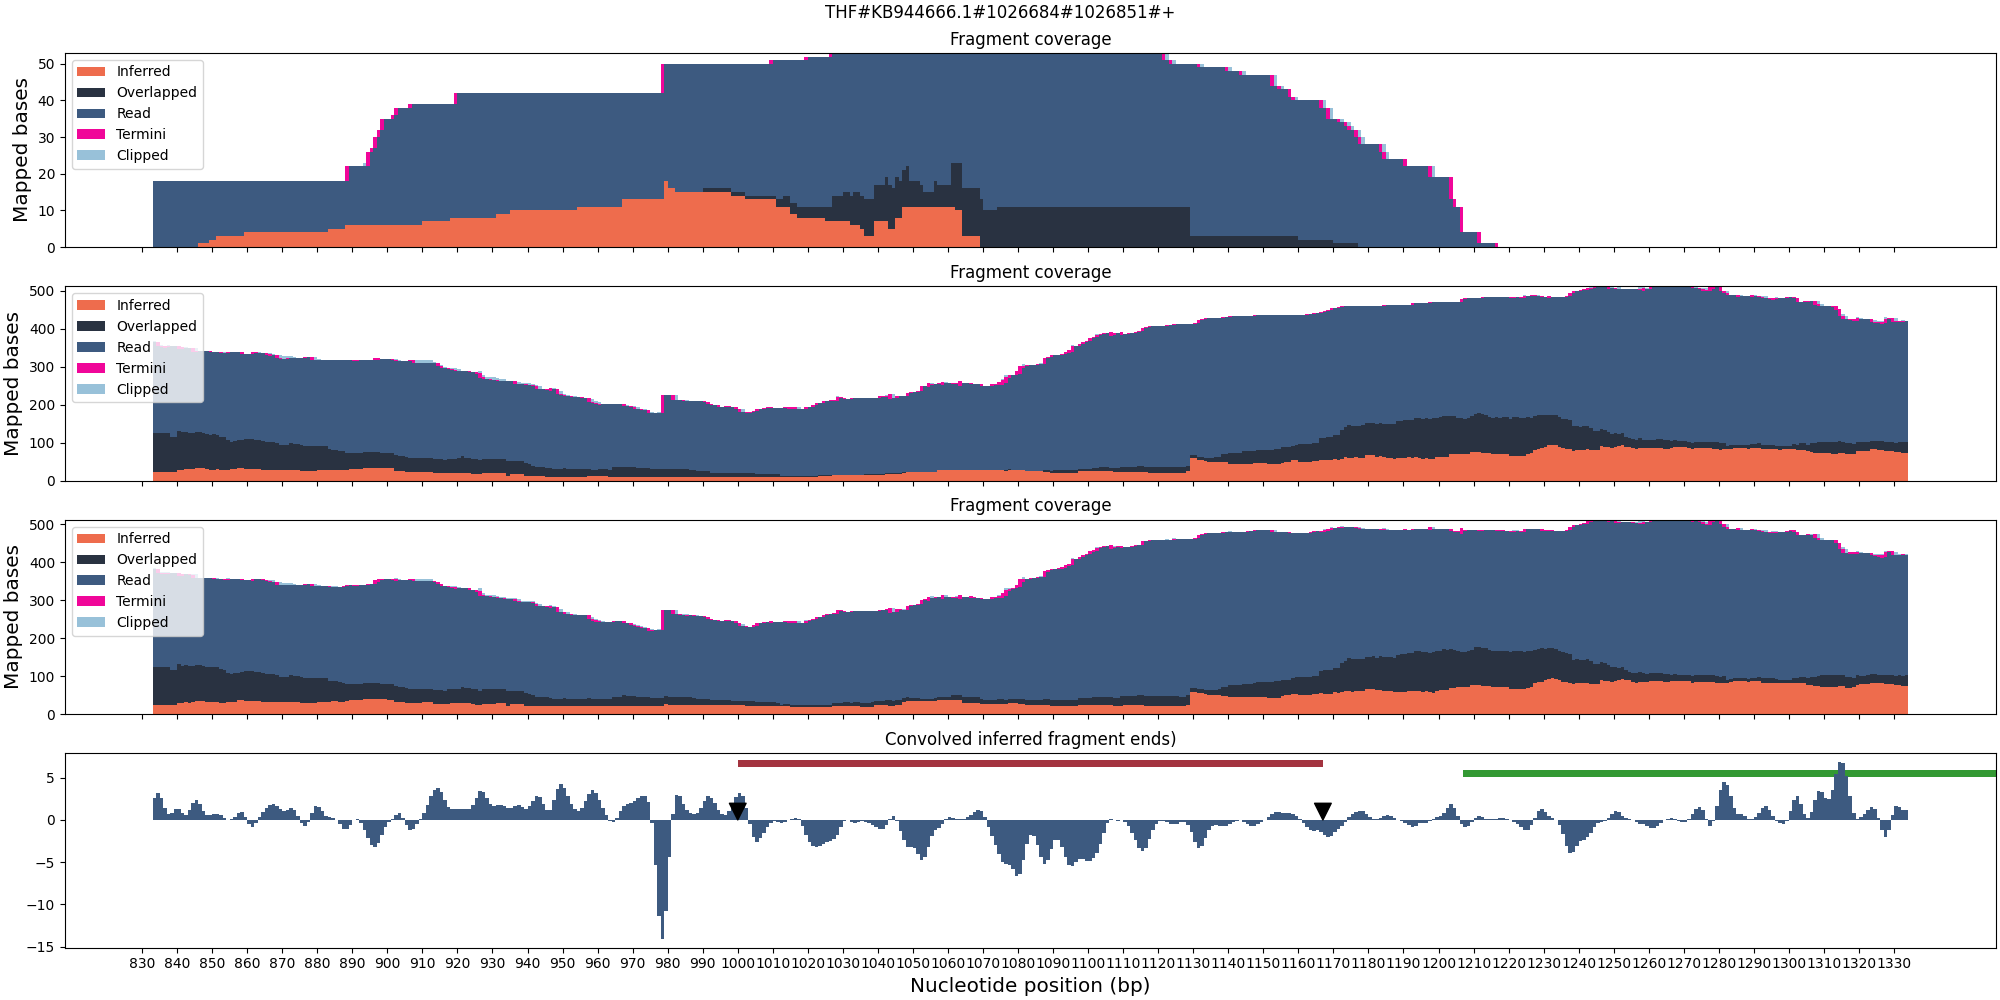 THF#KB944666.1#1026684#1026851#+
Fragment coverage
Mapped bases
50
40
30
20
10
0
Inferred
Overlapped
Read
Termini
Clipped
Fragment coverage
Mapped bases
500
400
300
200
100
0
Inferred
Overlapped
Read
Termini
Clipped
Fragment coverage
Mapped bases
500
400
300
200
100
0
Inferred
Overlapped
Read
Termini
Clipped
Convolved inferred fragment ends)
5
0
−5
−10
−15
830 840 850 860 870 880 890 900 910 920 930 940 950 960 970 980 990 1000 1010 1020 1030 1040 1050 1060 1070 1080 1090 1100 1110 1120 1130 1140 1150 1160 1170 1180 1190 1200 1210 1220 1230 1240 1250 1260 1270 1280 1290 1300 1310 1320 1330
Nucleotide position (bp)